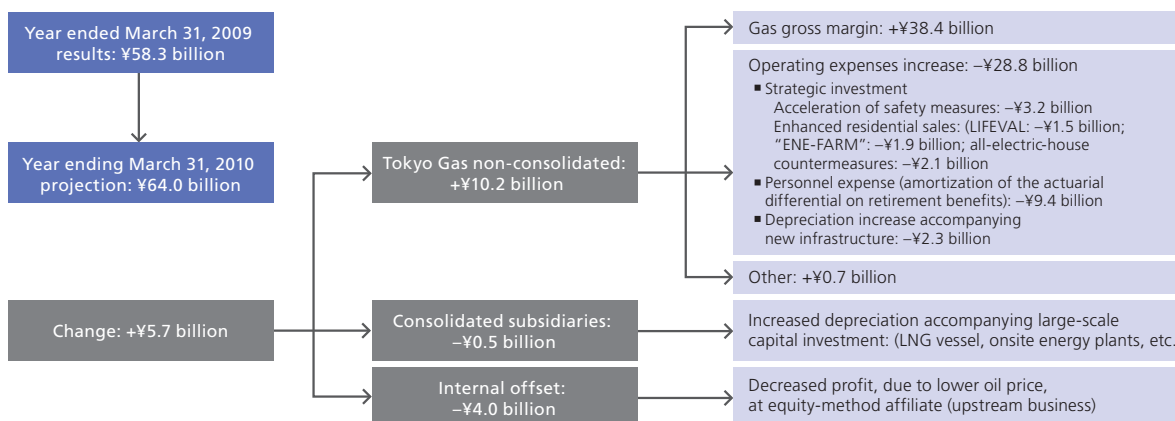 Year ended March 31, 2009
results: ¥58.3 billion
Year ending March 31, 2010
projection: ¥64.0 billion
Change: +¥5.7 billion
Tokyo Gas non-consolidated:
+¥10.2 billion
Consolidated subsidiaries:
–¥0.5 billion
Internal offset:
–¥4.0 billion
Gas gross margin: +¥38.4 billion
Operating expenses increase: –¥28.8 billion
■ Strategic investment
Acceleration of safety measures: –¥3.2 billion
Enhanced residential sales: (LIFEVAL: –¥1.5 billion;
“ENE-FARM”: –¥1.9 billion; all-electric-house
countermeasures: –¥2.1 billion
■ Personnel expense (amortization of the actuarial
differential on retirement benefits): –¥9.4 billion
■ Depreciation increase accompanying
new infrastructure: –¥2.3 billion
Other: +¥0.7 billion
Increased depreciation accompanying large-scale
capital investment: (LNG vessel, onsite energy plants, etc.
Decreased profit, due to lower oil price,
at equity-method affiliate (upstream business)